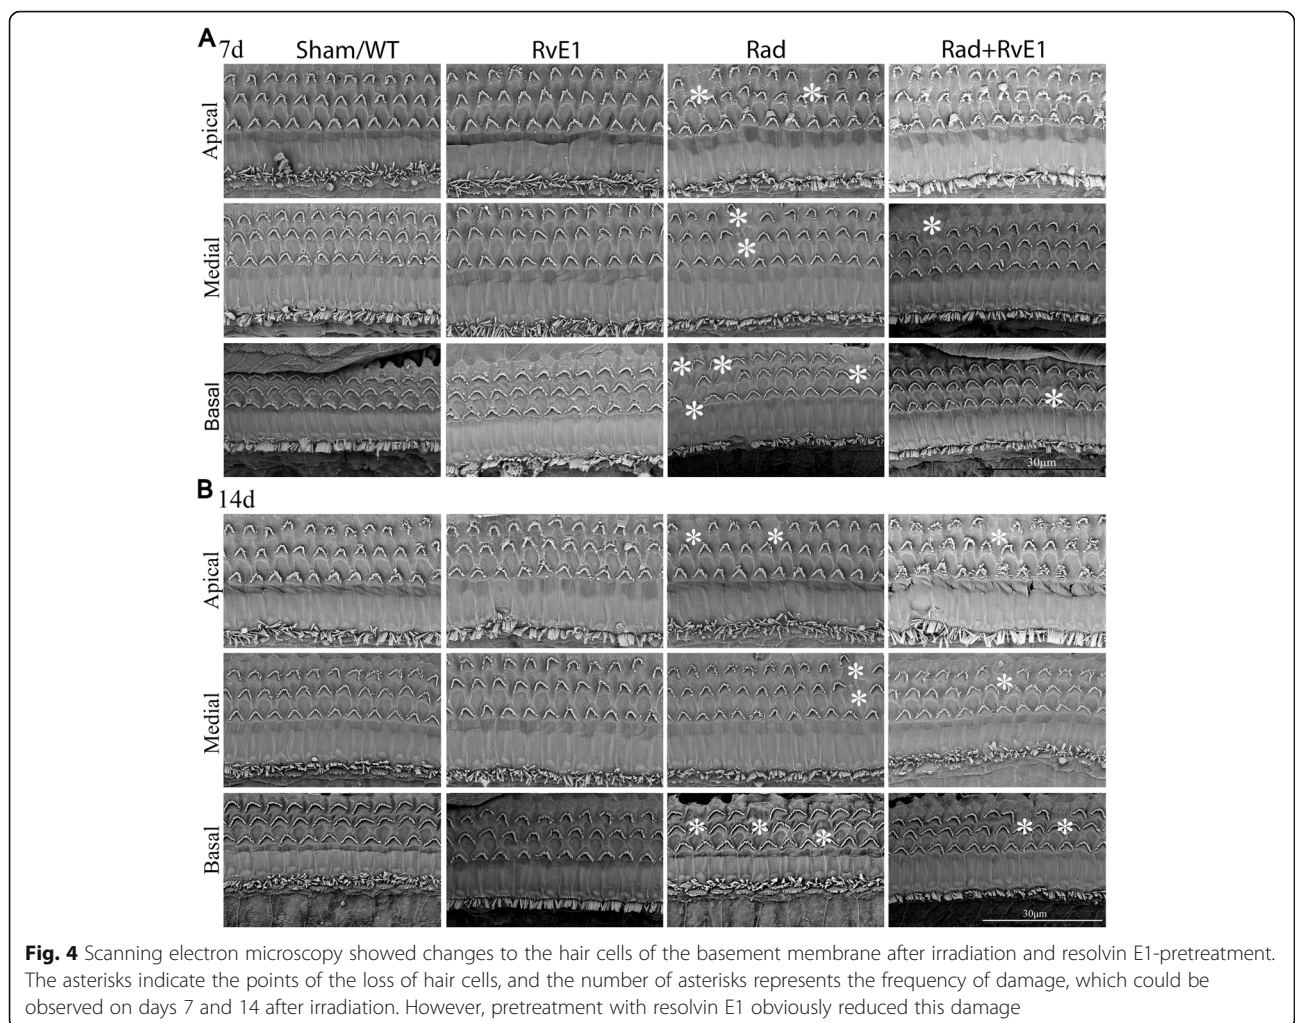 A 7d Sham/WT RvE1 Rad Rad+RvE1
Apical
* *
Medial
* *
*
Basal
* * *
*
*
30μm
B 14d
Apical
* * *
Medial
* *
*
Basal
* * * * *
30μm
Fig. 4 Scanning electron microscopy showed changes to the hair cells of the basement membrane after irradiation and resolvin E1-pretreatment.
The asterisks indicate the points of the loss of hair cells, and the number of asterisks represents the frequency of damage, which could be
observed on days 7 and 14 after irradiation. However, pretreatment with resolvin E1 obviously reduced this damage